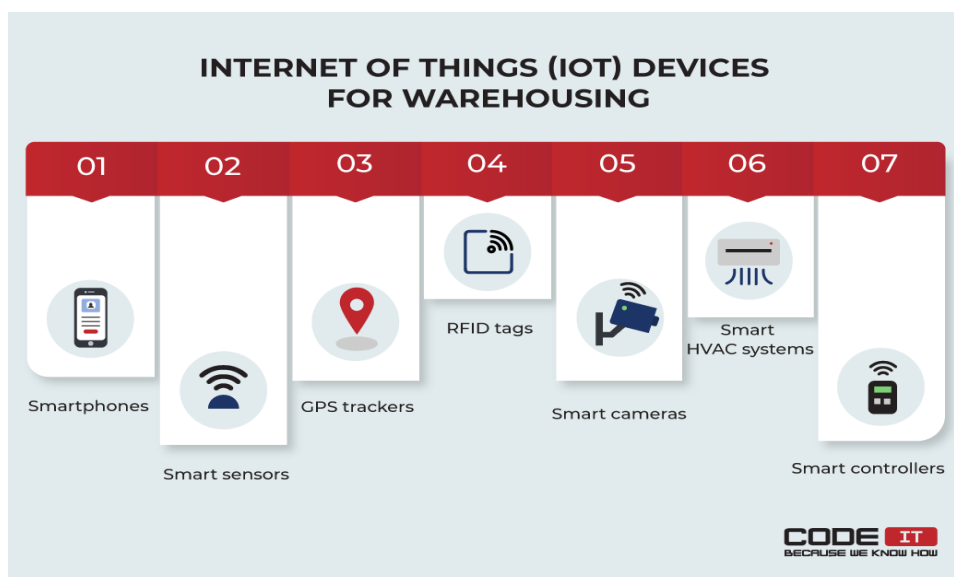 INTERNET OF THINGS (IOT) DEVICES
FOR WAREHOUSING
01
02
03
04
05
06
07
Smartphones
Smart sensors
GPS trackers
RFID tags
Smart cameras
Smart
HVAC systems
Smart controllers
CODE IT
BECAUSE WE KNOW HOW